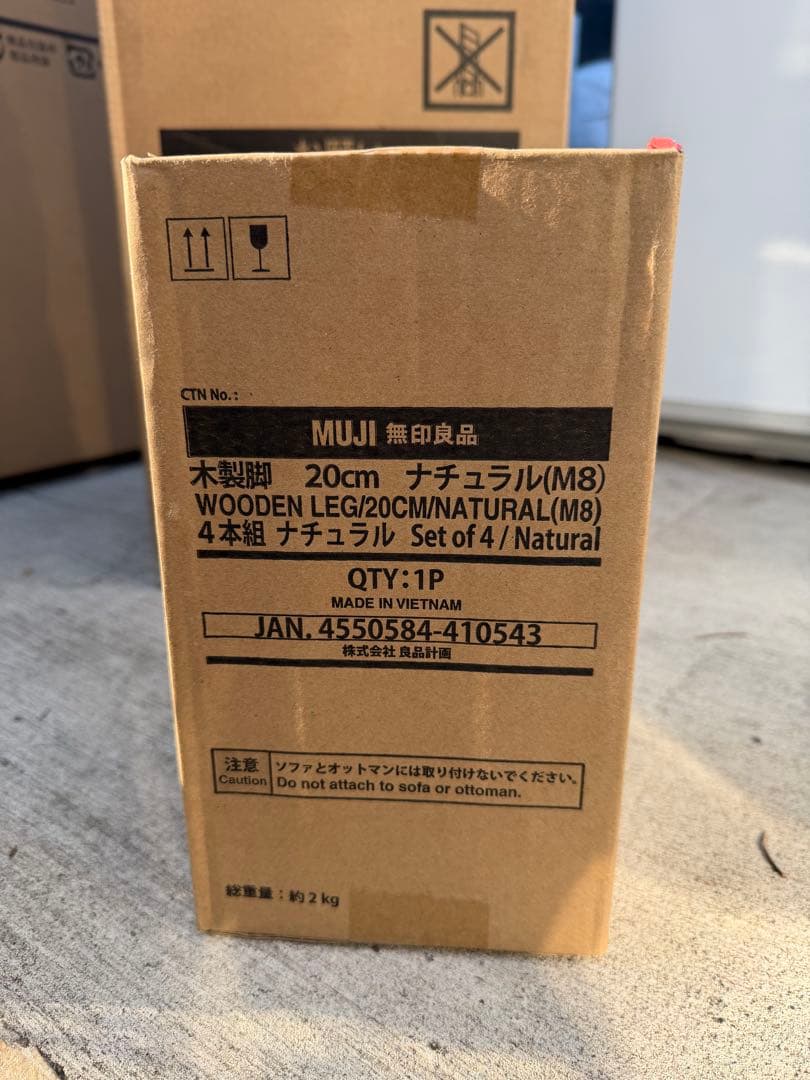 CTN No.:
MUJI 無印良品
木製脚 20cm ナチュラル(M8)
WOODEN LEG/20CM/NATURAL(M8)
4本組 ナチュラル Set of 4 / Natural
QTY:1P
MADE IN VIETNAM
JAN. 4550584-410543
株式会社 良品計画
注意 ソファとオットマンには取り付けないでください。
Caution Do not attach to sofa or ottoman.
総重量:約2kg